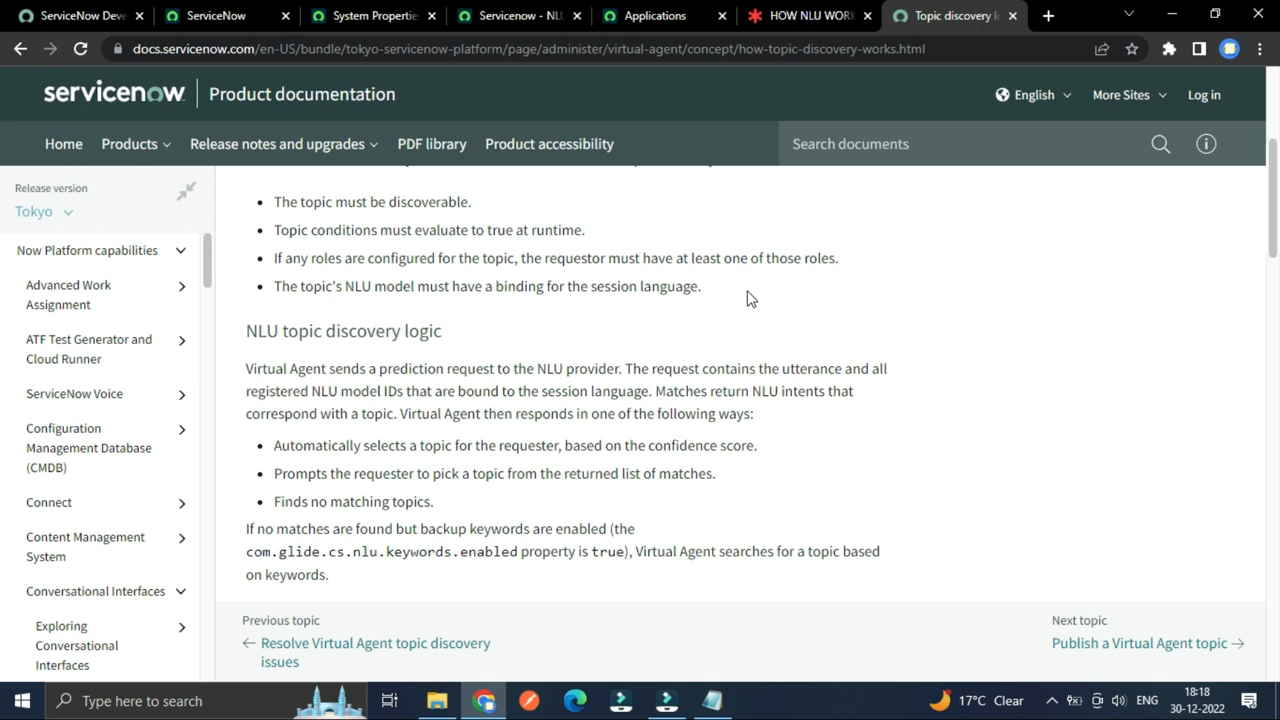 ServiceNow Deve
ServiceNow
System Propertie
Servicenow - NLU
Applications
HOW NLU WORK
Topic discovery l
docs.servicenow.com/en-US/bundle/tokyo-servicenow-platform/page/administer/virtual-agent/concept/how-topic-discovery-works.html
servicenow
Product documentation
English
More Sites
Log in
Home
Products
Release notes and upgrades
PDF library
Product accessibility
Search documents
Release version
Tokyo
Now Platform capabilities
Advanced Work
Assignment
ATF Test Generator and
Cloud Runner
ServiceNow Voice
Configuration
Management Database
(CMDB)
Connect
Content Management
System
Conversational Interfaces
Exploring
Conversational
Interfaces
• The topic must be discoverable.
• Topic conditions must evaluate to true at runtime.
• If any roles are configured for the topic, the requestor must have at least one of those roles.
• The topic's NLU model must have a binding for the session language.
NLU topic discovery logic
Virtual Agent sends a prediction request to the NLU provider. The request contains the utterance and all
registered NLU model IDs that are bound to the session language. Matches return NLU intents that
correspond with a topic. Virtual Agent then responds in one of the following ways:
• Automatically selects a topic for the requester, based on the confidence score.
• Prompts the requester to pick a topic from the returned list of matches.
• Finds no matching topics.
If no matches are found but backup keywords are enabled (the
com.glide.cs.nlu.keywords.enabled property is true), Virtual Agent searches for a topic based
on keywords.
Previous topic
← Resolve Virtual Agent topic discovery
issues
Next topic
Publish a Virtual Agent topic →
Type here to search
17°C Clear
ENG
18:18
30-12-2022